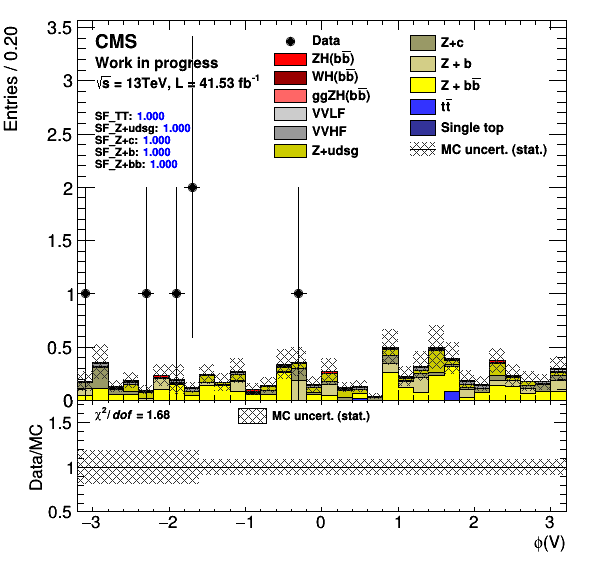 CMS
Work in progress
√s = 13TeV, L = 41.53 fb⁻¹
SF_TT: 1.000
SF_Z+udsg: 1.000
SF_Z+c: 1.000
SF_Z+b: 1.000
SF_Z+bb: 1.000
Data
ZH(bb̅)
WH(bb̅)
ggZH(bb̅)
VVLF
VVHF
Z+udsg
Z+c
Z + b
Z + bb̅
tt̅
Single top
MC uncert. (stat.)
Entries / 0.20
3.5
3
2.5
2
1.5
1
0.5
0
χ²/ dof = 1.68
MC uncert. (stat.)
Data/MC
1.5
1
0.5
−3 −2 −1 0 1 2 3
ϕ(V)